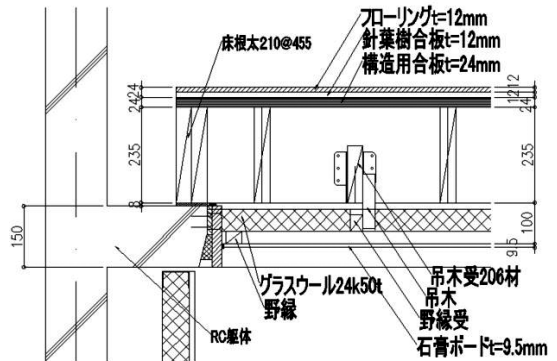 フローリングt=12mm
針葉樹合板t=12mm
構造用合板t=24mm
床根太210@455
24
24
235
8
150
12
12
24
235
100
9.5
グラスウール24k50t
野縁
RC躯体
吊木受206材
吊木
野縁受
石膏ボードt=9.5mm